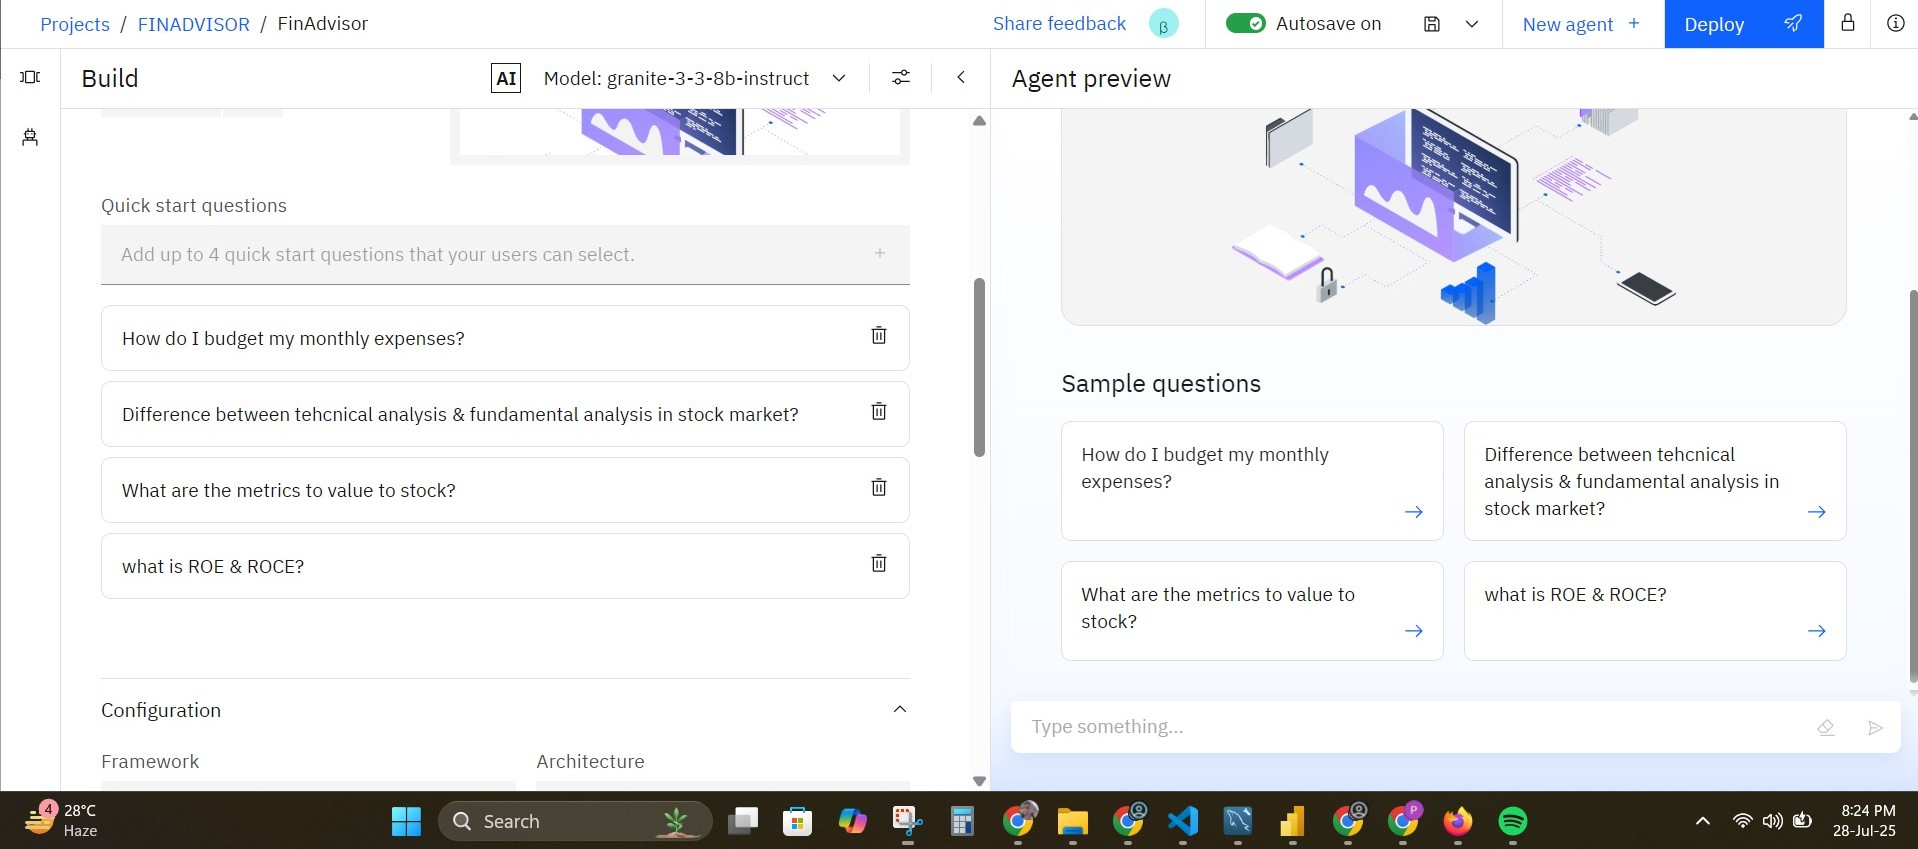 Projects / FINADVISOR / FinAdvisor
Share feedback
β
Autosave on
New agent +
Deploy
Build
AI
Model: granite-3-3-8b-instruct
Agent preview
Quick start questions
Add up to 4 quick start questions that your users can select.
How do I budget my monthly expenses?
Difference between tehcnical analysis & fundamental analysis in stock market?
What are the metrics to value to stock?
what is ROE & ROCE?
Configuration
Framework
Architecture
Sample questions
How do I budget my monthly
expenses?
Difference between tehcnical
analysis & fundamental analysis in
stock market?
What are the metrics to value to
stock?
what is ROE & ROCE?
Type something...
4
28°C
Haze
Search
P
8:24 PM
28-Jul-25